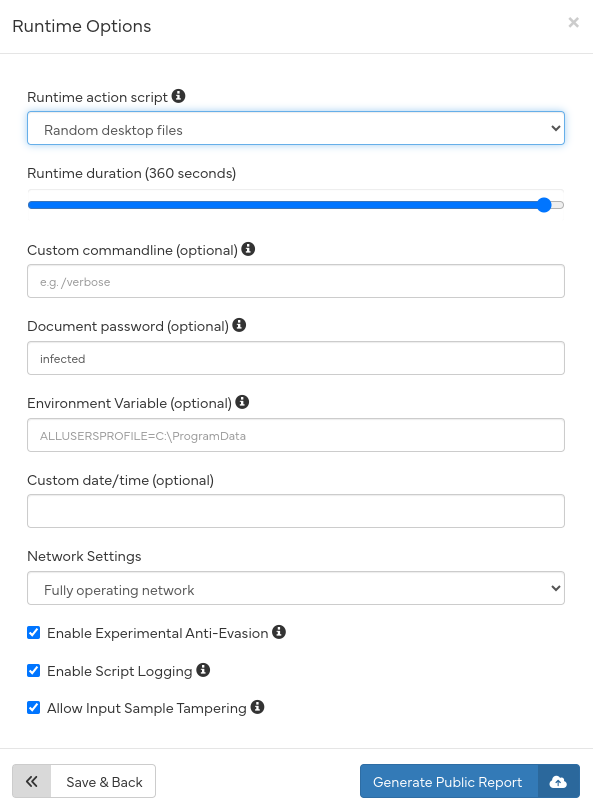 Runtime Options
×
Runtime action script
Random desktop files
Runtime duration (360 seconds)
Custom commandline (optional)
e.g. /verbose
Document password (optional)
infected
Environment Variable (optional)
ALLUSERSPROFILE=C:\ProgramData
Custom date/time (optional)
Network Settings
Fully operating network
Enable Experimental Anti-Evasion
Enable Script Logging
Allow Input Sample Tampering
Save & Back
Generate Public Report